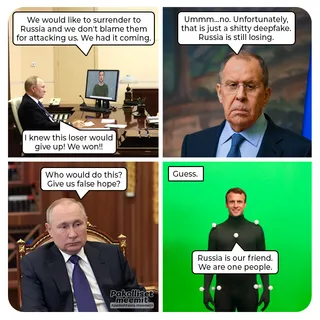 We would like to surrender to
Russia and we don't blame them
for attacking us. We had it coming.
I knew this loser would
give up! We won!!
Ummm...no. Unfortunately,
that is just a shitty deepfake.
Russia is still losing.
Who would do this?
Give us false hope?
Pakolliset
meemit
Guess.
Russia is our friend.
We are one people.